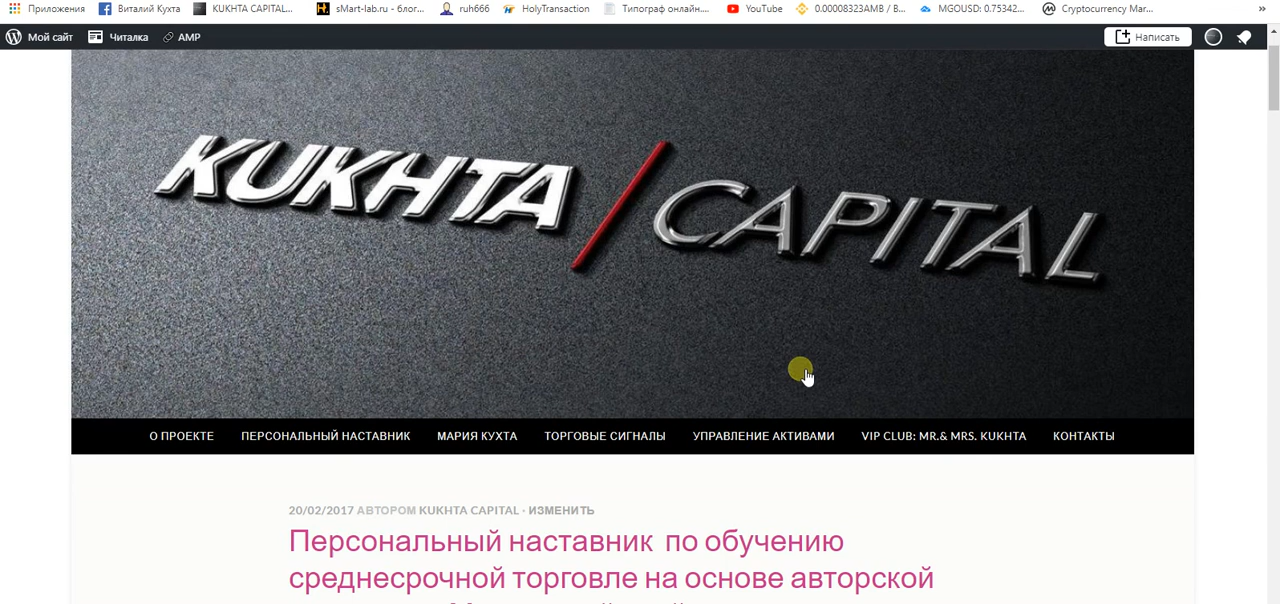 Приложения Виталий Кухта KUKHTA CAPITAL... sMart-lab.ru - блог... ruh666 HolyTransaction Типограф онлайн.... YouTube 0.00008323AMB / B... MGOUSD: 0.75342... Cryptocurrency Mar... »
Мой сайт Читалка AMP Написать
KUKHTA / CAPITAL
О ПРОЕКТЕ ПЕРСОНАЛЬНЫЙ НАСТАВНИК МАРИЯ КУХТА ТОРГОВЫЕ СИГНАЛЫ УПРАВЛЕНИЕ АКТИВАМИ VIP CLUB: MR.& MRS. KUKHTA КОНТАКТЫ
20/02/2017 АВТОРОМ KUKHTA CAPITAL · ИЗМЕНИТЬ
Персональный наставник по обучению
среднесрочной торговле на основе авторской